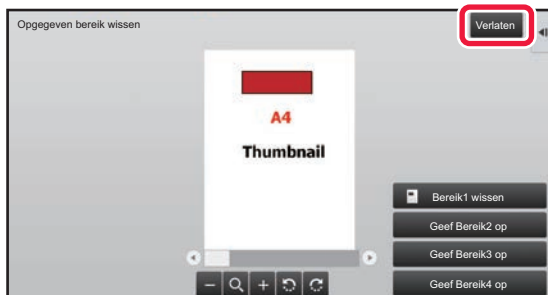 Opgegeven bereik wissen
Verlaten
A4
Thumbnail
Bereik1 wissen
Geef Bereik2 op
Geef Bereik3 op
Geef Bereik4 op